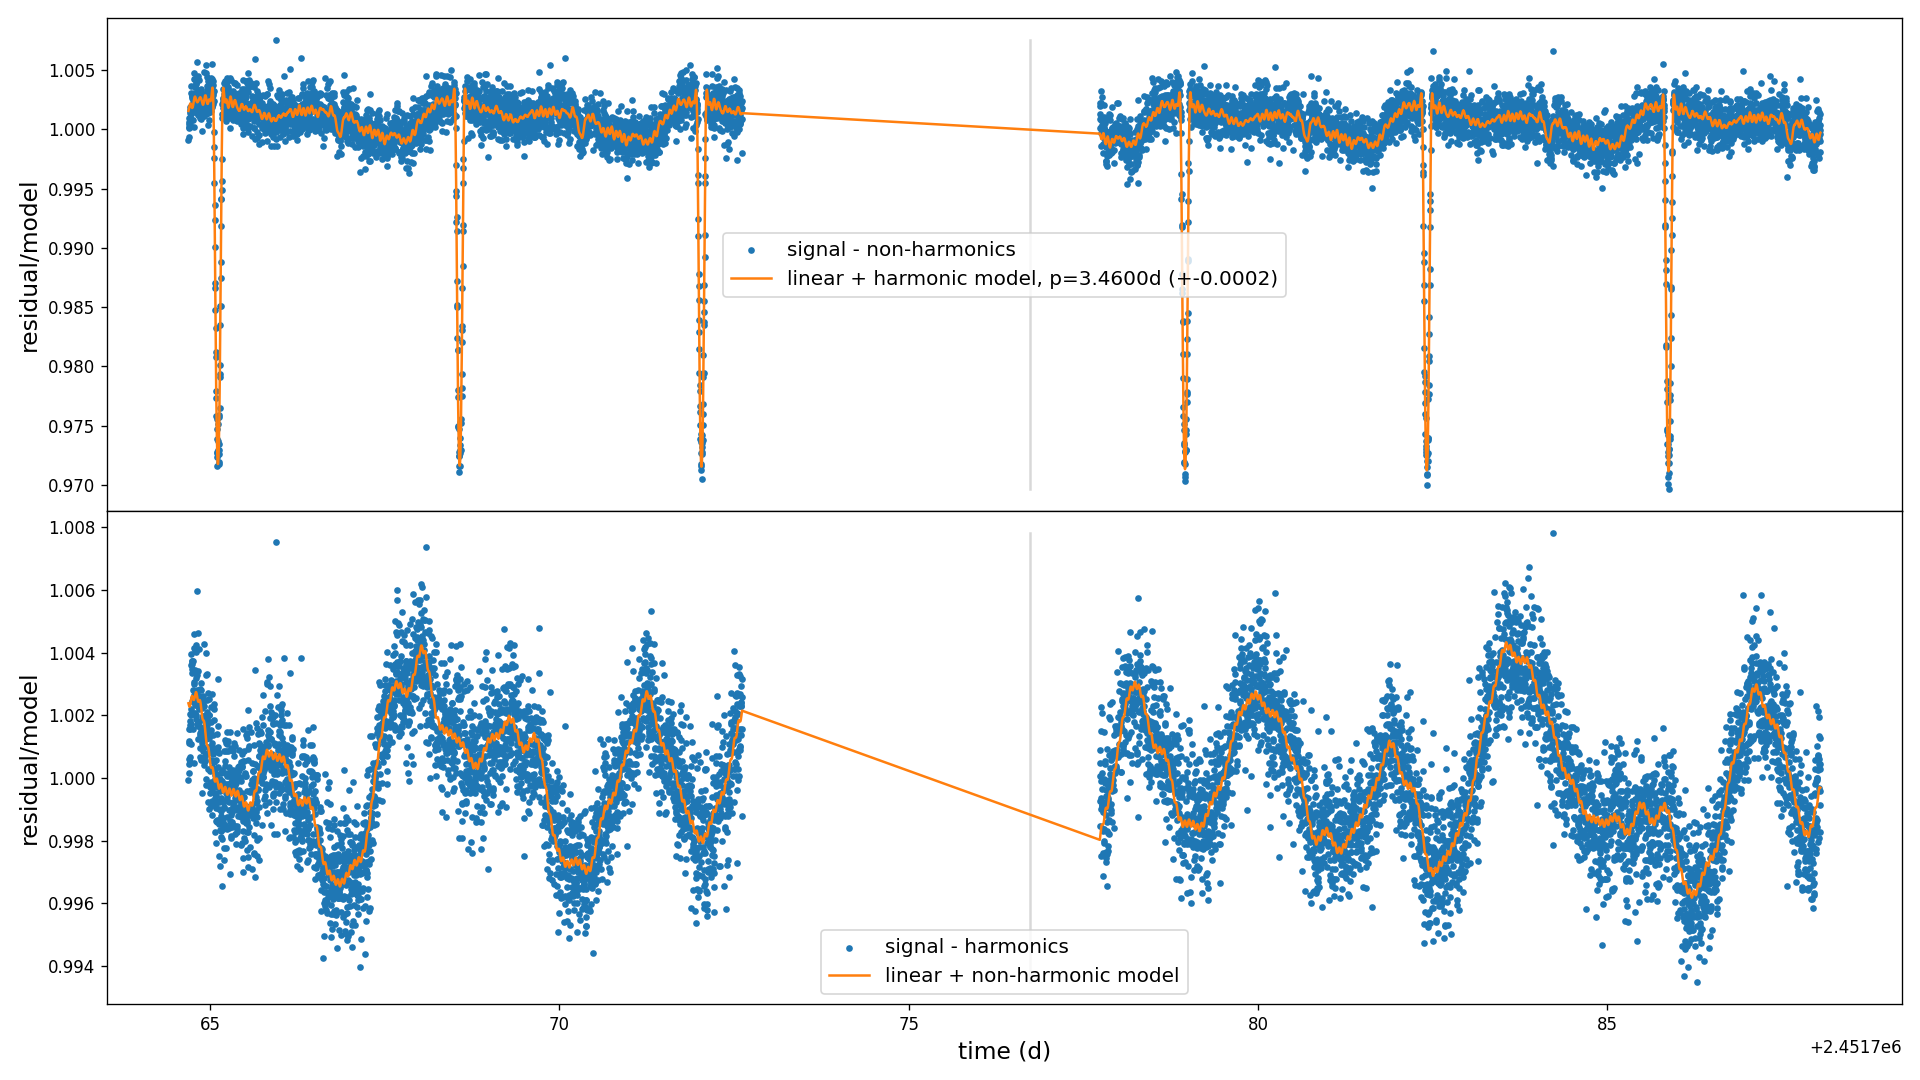 1.005
1.000
0.995
0.990
0.985
0.980
0.975
0.970
residual/model
signal - non-harmonics
linear + harmonic model, p=3.4600d (+-0.0002)
1.008
1.006
1.004
1.002
1.000
0.998
0.996
0.994
residual/model
signal - harmonics
linear + non-harmonic model
65
70
75
80
85
time (d)
+2.4517e6